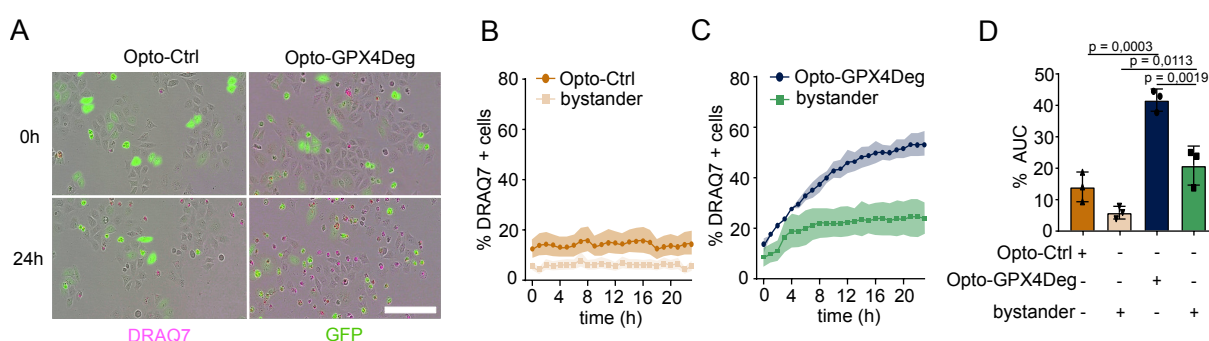 A
Opto-Ctrl
Opto-GPX4Deg
0h
24h
DRAQ7
GFP
B
% DRAQ7 + cells
80
60
40
20
0
Opto-Ctrl
bystander
0 4 8 12 16 20
time (h)
C
% DRAQ7 + cells
80
60
40
20
0
Opto-GPX4Deg
bystander
0 4 8 12 16 20
time (h)
D
p = 0,0003
p = 0,0113
p = 0,0019
% AUC
50
40
30
20
10
0
Opto-Ctrl + - - -
Opto-GPX4Deg - - + -
bystander - + - +